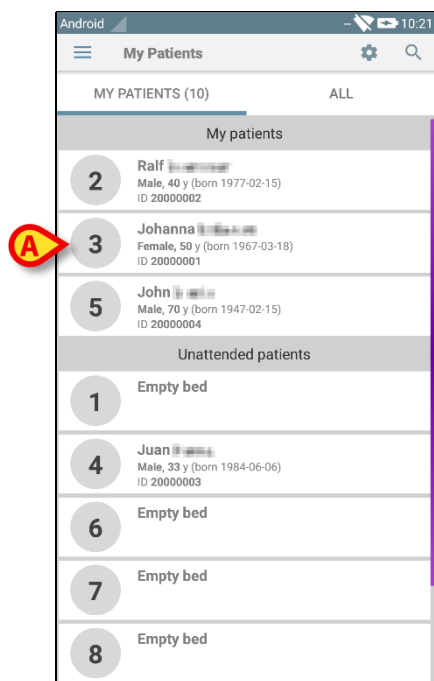 Android
10:21
My Patients
MY PATIENTS (10) ALL
My patients
2
Ralf
Male, 40 y (born 1977-02-15)
ID 20000002
A
3
Johanna
Female, 50 y (born 1967-03-18)
ID 20000001
5
John
Male, 70 y (born 1947-02-15)
ID 20000004
Unattended patients
1
Empty bed
4
Juan
Male, 33 y (born 1984-06-06)
ID 20000003
6
Empty bed
7
Empty bed
8
Empty bed